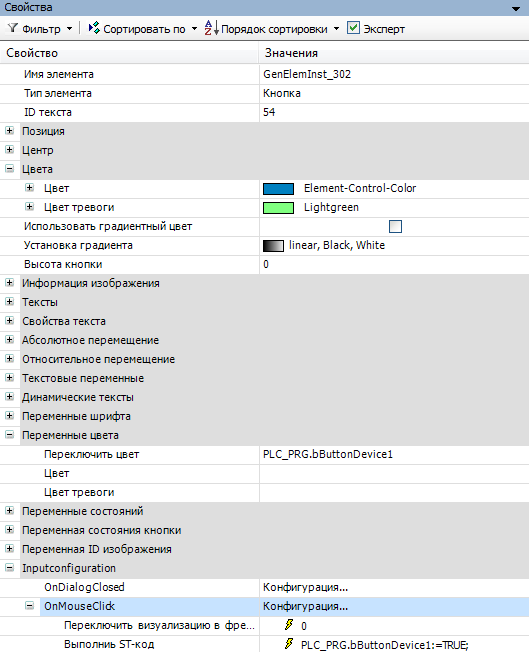 Свойства
Фильтр Сортировать по Порядок сортировки Эксперт
Свойство Значения
Имя элемента GenElemInst_302
Тип элемента Кнопка
ID текста 54
Позиция
Центр
Цвета
Цвет Element-Control-Color
Цвет тревоги Lightgreen
Использовать градиентный цвет
Установка градиента linear, Black, White
Высота кнопки 0
Информация изображения
Тексты
Свойства текста
Абсолютное перемещение
Относительное перемещение
Текстовые переменные
Динамические тексты
Переменные шрифта
Переменные цвета
Переключить цвет PLC_PRG.bButtonDevice1
Цвет
Цвет тревоги
Переменные состояний
Переменная состояния кнопки
Переменная ID изображения
Inputconfiguration
OnDialogClosed Конфигурация...
OnMouseClick Конфигурация...
Переключить визуализацию в фре... 0
Выполниь ST-код PLC_PRG.bButtonDevice1:=TRUE;